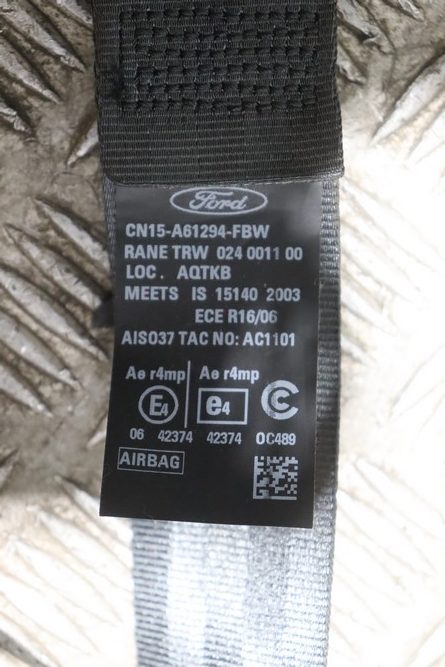 Ford
CN15-A61294-FBW
RANE TRW 024 0011 00
LOC. AQTKB
MEETS IS 15140 2003
ECE R16/06
AIS037 TAC NO: AC1101
Ae r4mp Ae r4mp
E4 e4 C
06 42374 42374 0C489
AIRBAG